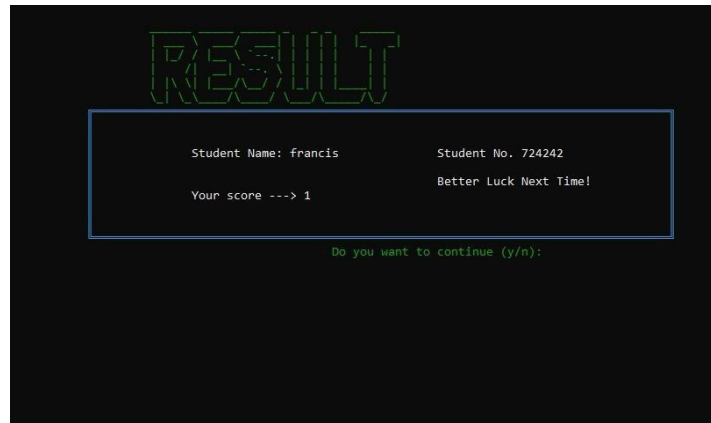 RESULT
Student Name: francis Student No. 724242
Better Luck Next Time!
Your score ---> 1
Do you want to continue (y/n):